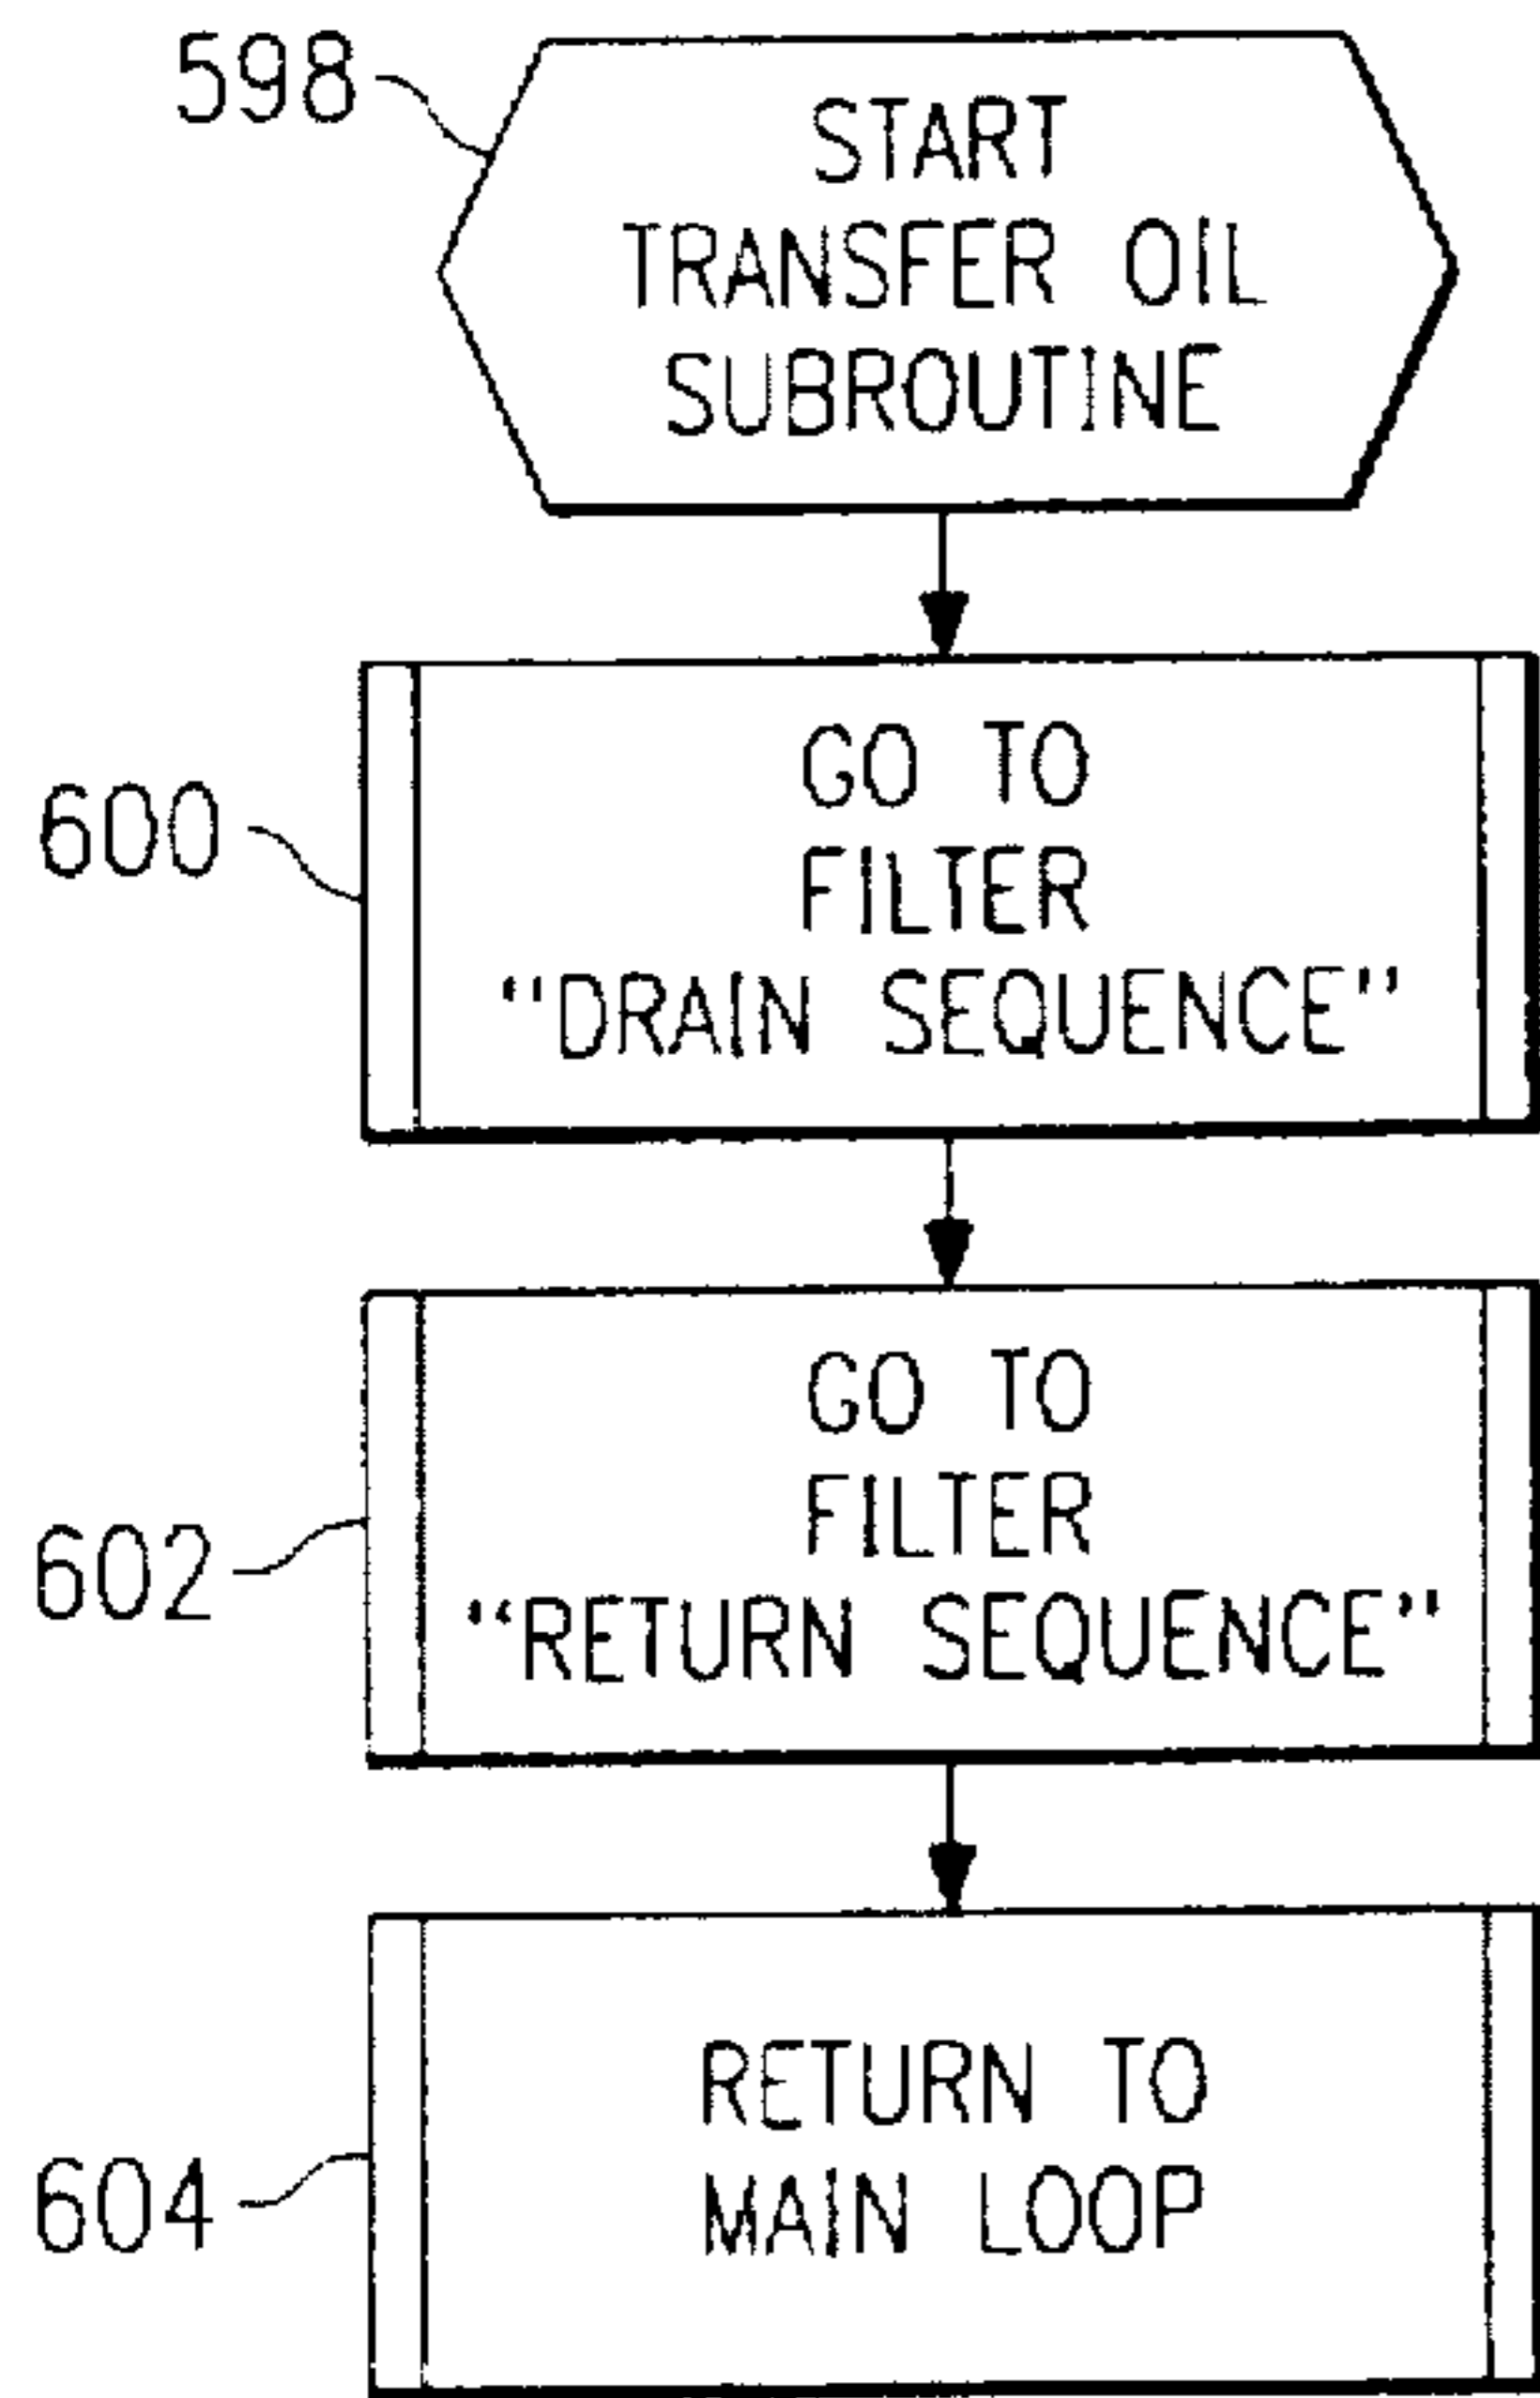 598
START
TRANSFER OIL
SUBROUTINE
600
GO TO
FILTER
"DRAIN SEQUENCE"
602
GO TO
FILTER
"RETURN SEQUENCE"
604
RETURN TO
MAIN LOOP